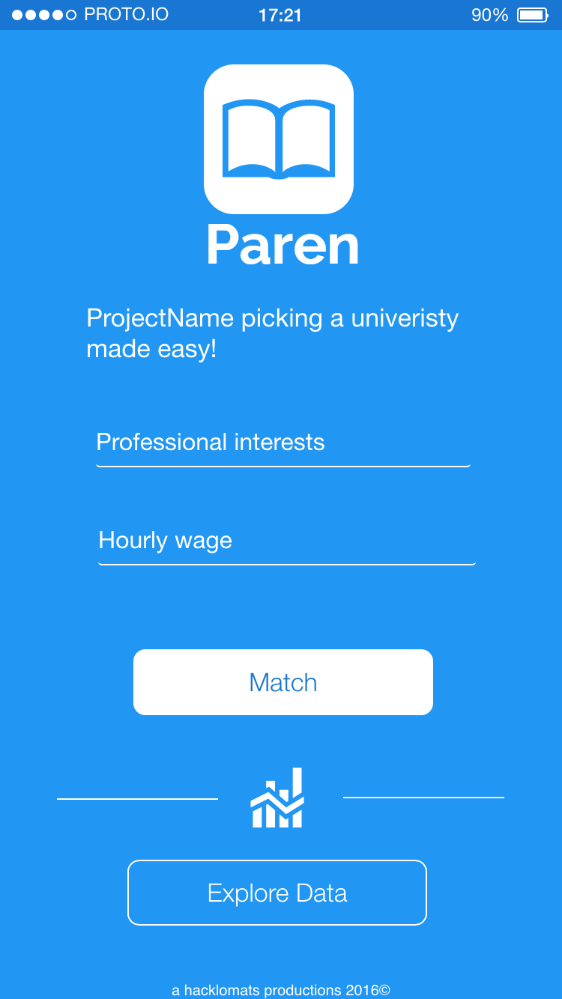 PROTO.IO 17:21 90%
Paren
ProjectName picking a univeristy
made easy!
Professional interests
Hourly wage
Match
Explore Data
a hacklomats productions 2016©